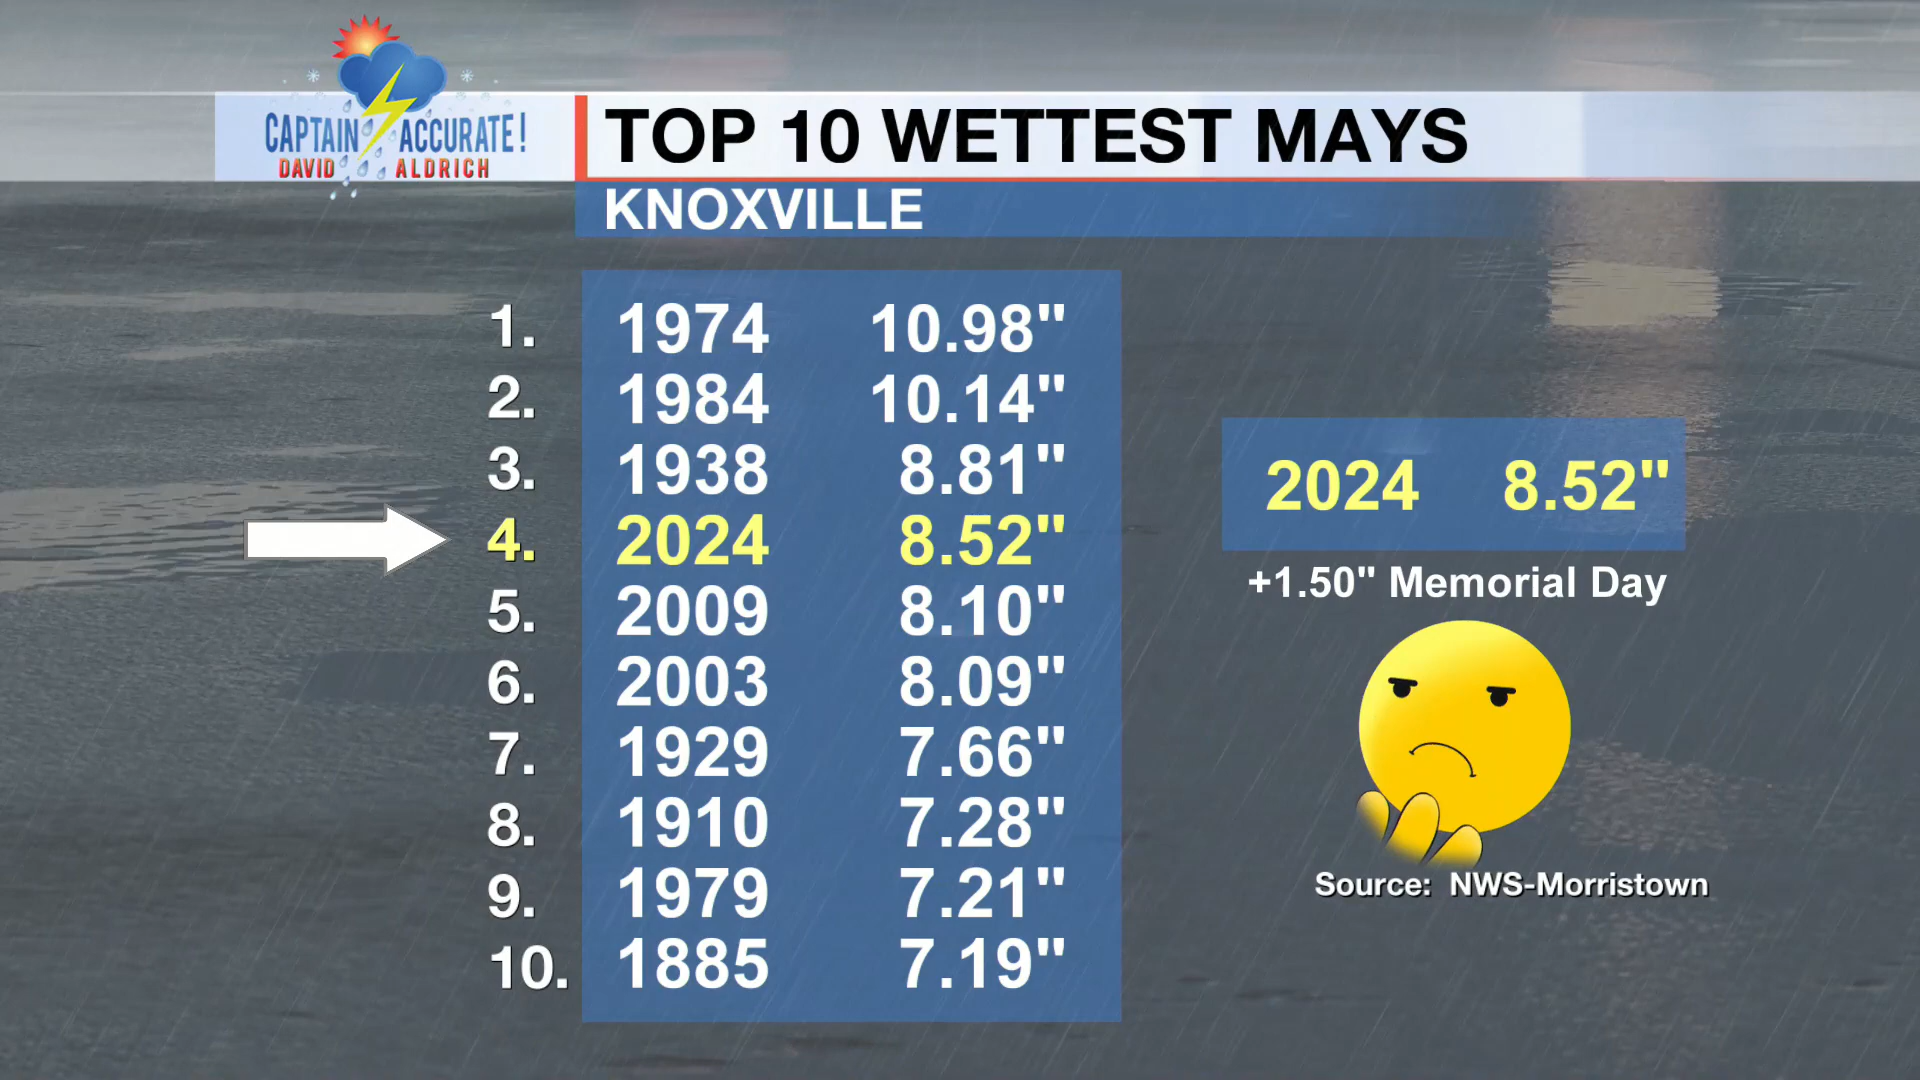 CAPTAIN ACCURATE!
DAVID ALDRICH
TOP 10 WETTEST MAYS
KNOXVILLE
1. 1974 10.98"
2. 1984 10.14"
3. 1938 8.81"
4. 2024 8.52"
5. 2009 8.10"
6. 2003 8.09"
7. 1929 7.66"
8. 1910 7.28"
9. 1979 7.21"
10. 1885 7.19"
2024 8.52"
+1.50" Memorial Day
Source: NWS-Morristown